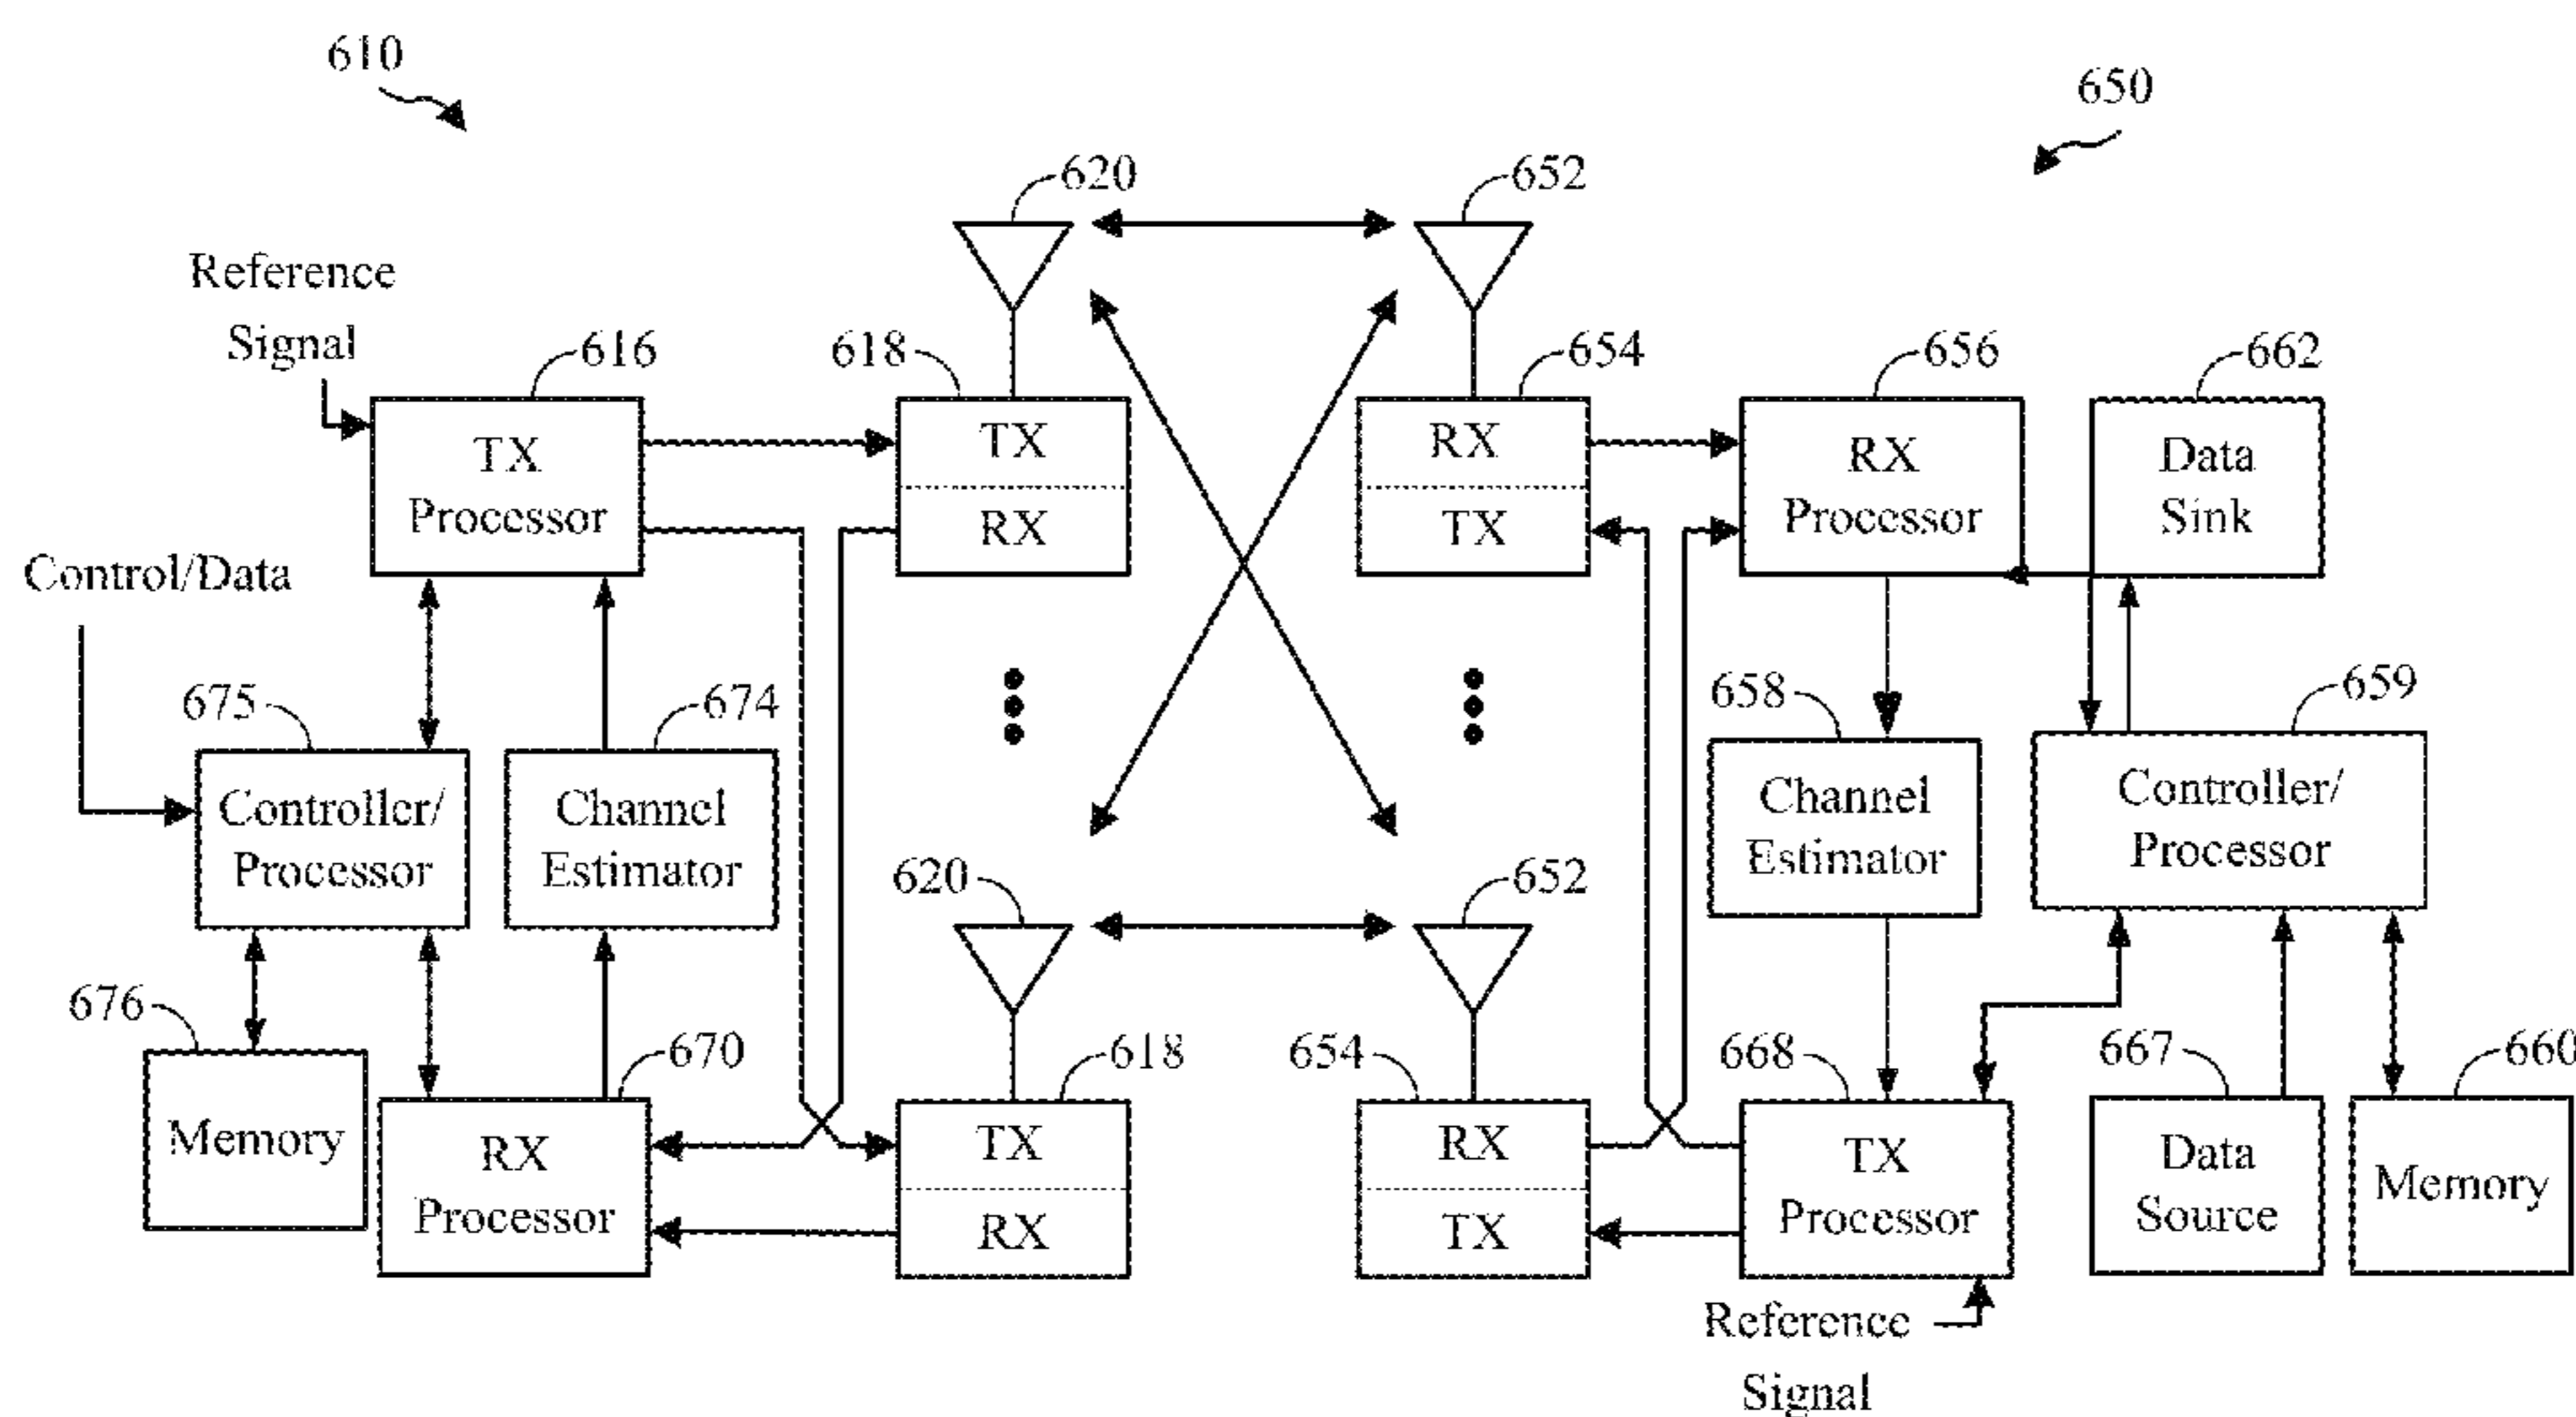 610
650
620
652
Reference
Signal
616
618
654
656
662
TX
Processor
TX
RX
RX
TX
RX
Processor
Data
Sink
Control/Data
675
674
658
659
Controller/
Processor
Channel
Estimator
Channel
Estimator
Controller/
Processor
620
652
676
670
618
654
668
667
660
Memory
RX
Processor
TX
RX
RX
TX
TX
Processor
Data
Source
Memory
Reference
Signal